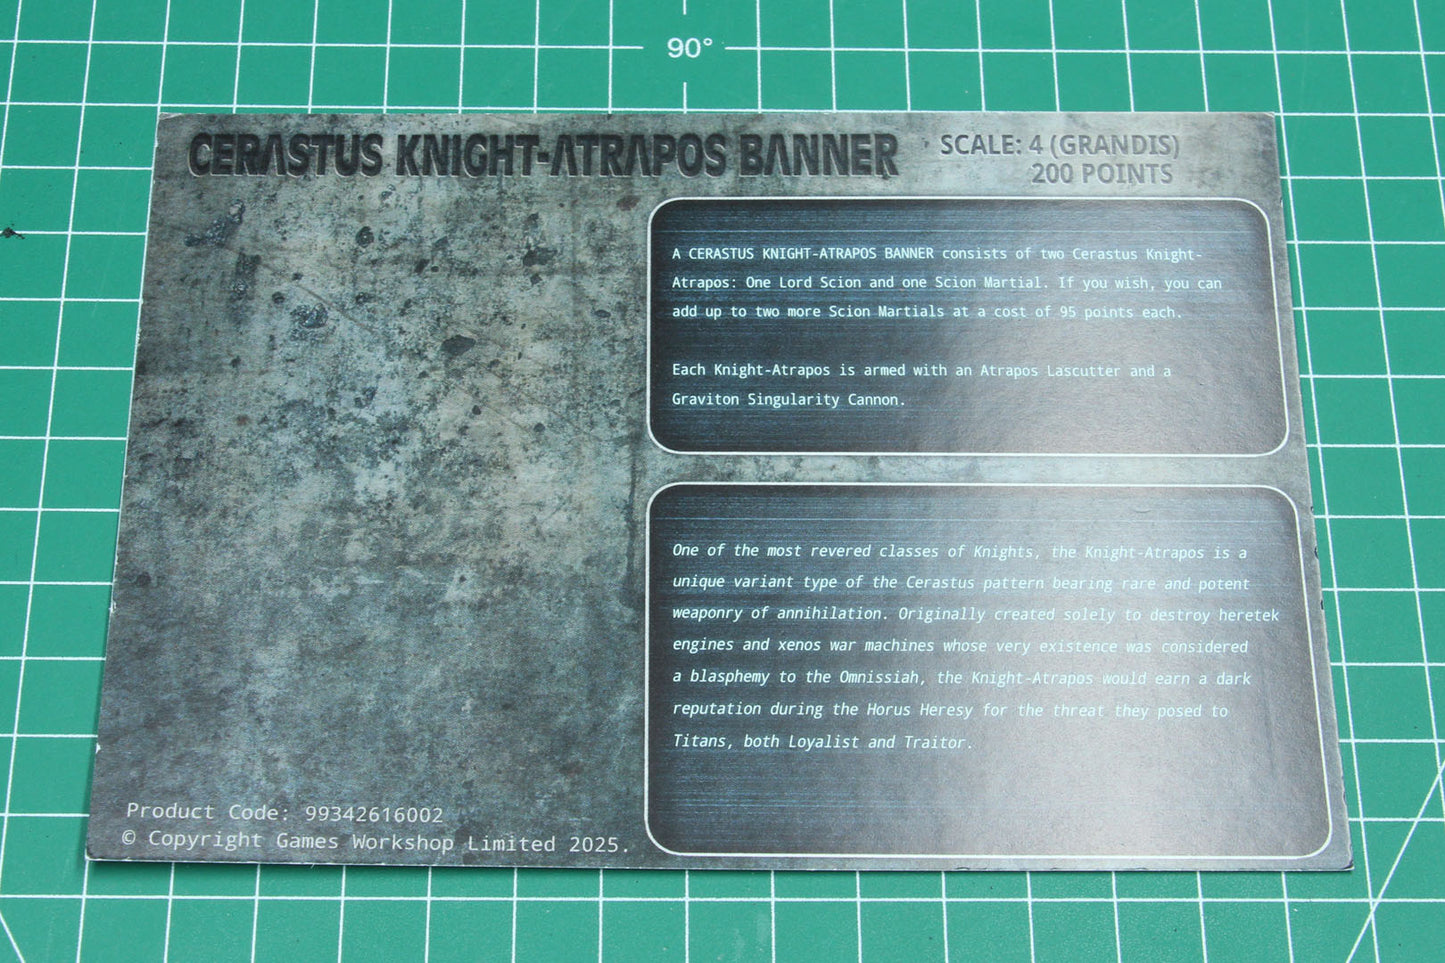 90°
CERASTUS KNIGHT-ATRAPOS BANNER
SCALE: 4 (GRANDIS)
200 POINTS
A CERASTUS KNIGHT-ATRAPOS BANNER consists of two Cerastus Knight-
Atrapos: One Lord Scion and one Scion Martial. If you wish, you can
add up to two more Scion Martials at a cost of 95 points each.
Each Knight-Atrapos is armed with an Atrapos Lascutter and a
Graviton Singularity Cannon.
One of the most revered classes of Knights, the Knight-Atrapos is a
unique variant type of the Cerastus pattern bearing rare and potent
weaponry of annihilation. Originally created solely to destroy heretek
engines and xenos war machines whose very existence was considered
a blasphemy to the Omnissiah, the Knight-Atrapos would earn a dark
reputation during the Horus Heresy for the threat they posed to
Titans, both Loyalist and Traitor.
Product Code: 99342616002
© Copyright Games Workshop Limited 2025.